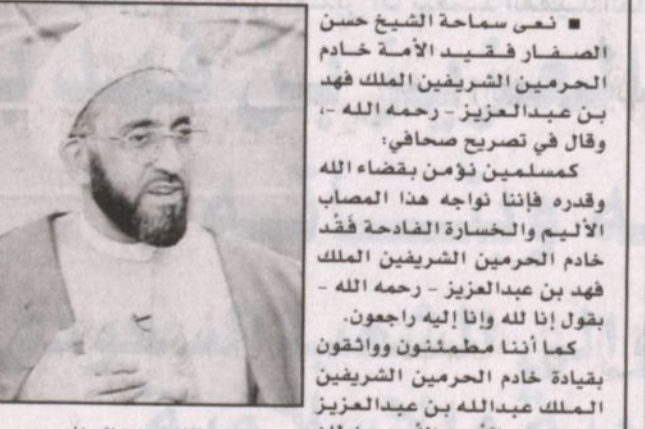 ■ نعى سماحة الشيخ حسن
الصفار فقيد الأمة خادم
الحرمين الشريفين الملك فهد
بن عبدالعزيز - رحمه الله -،
وقال في تصريح صحافي:
كمسلمين نؤمن بقضاء الله
وقدره فإننا نواجه هذا المصاب
الأليم والخسارة الفادحة فَقْد
خادم الحرمين الشريفين الملك
فهد بن عبدالعزيز - رحمه الله -
بقول إنا لله وإنا إليه راجعون.
كما أننا مطمئنون وواثقون
بقيادة خادم الحرمين الشريفين
الملك عبدالله بن عبدالعزيز